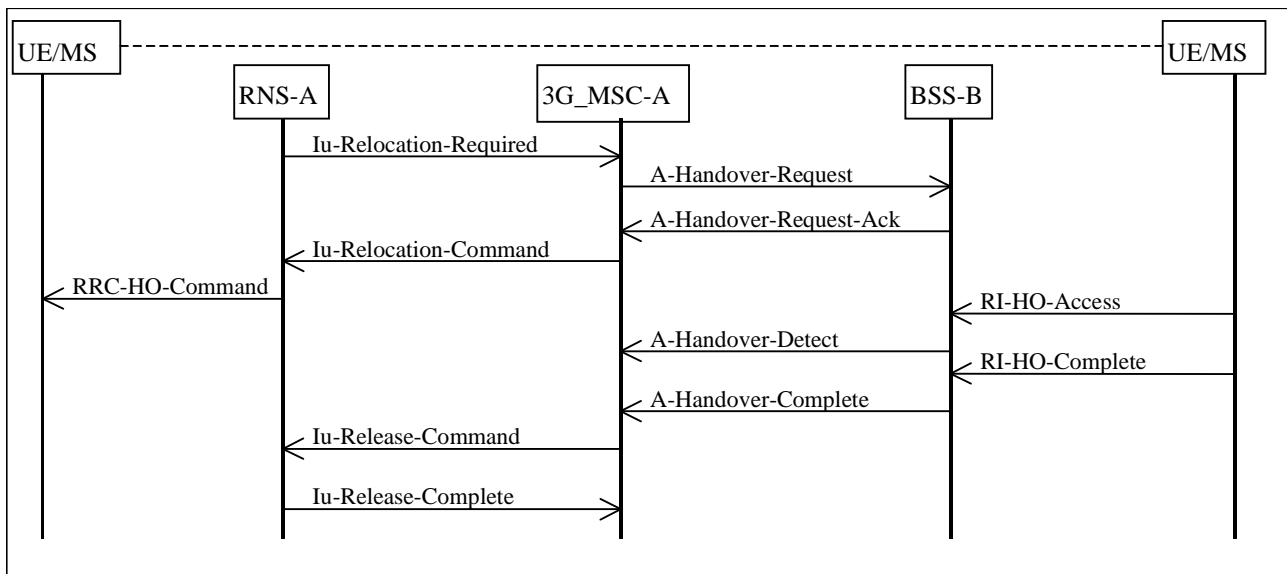 UE/MS
UE/MS
RNS-A
3G_MSC-A
BSS-B
Iu-Relocation-Required
A-Handover-Request
A-Handover-Request-Ack
Iu-Relocation-Command
RRC-HO-Command
RI-HO-Access
A-Handover-Detect
RI-HO-Complete
A-Handover-Complete
Iu-Release-Command
Iu-Release-Complete